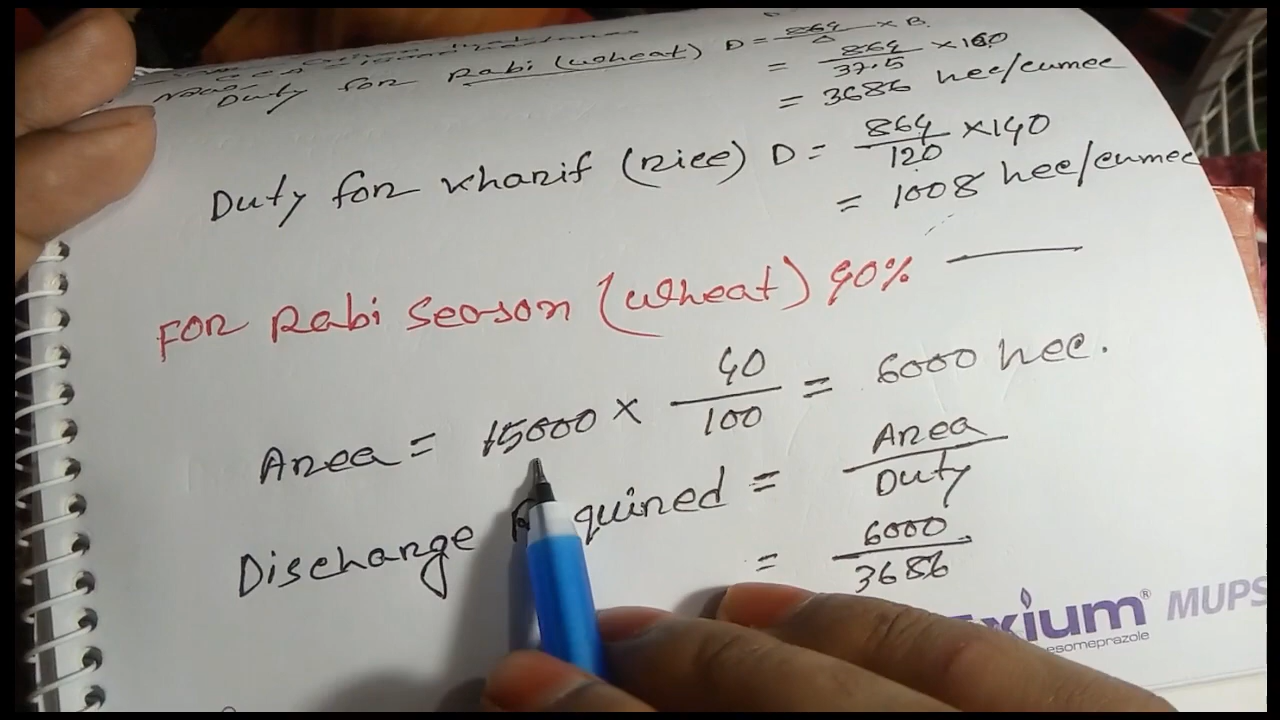 Duty for Rabi (wheat) D = 864/Δ × B.
= 864/37.5 × 160
= 3686 hec/cumec
Duty for kharif (rice) D = 864/120 × 140
= 1008 hec/cumec
FOR Rabi Season (wheat) 40% —
Area = 15000 × 40/100 = 6000 hec.
Discharge Required = Area/Duty
= 6000/3686
Exium® MUPS
esomeprazole